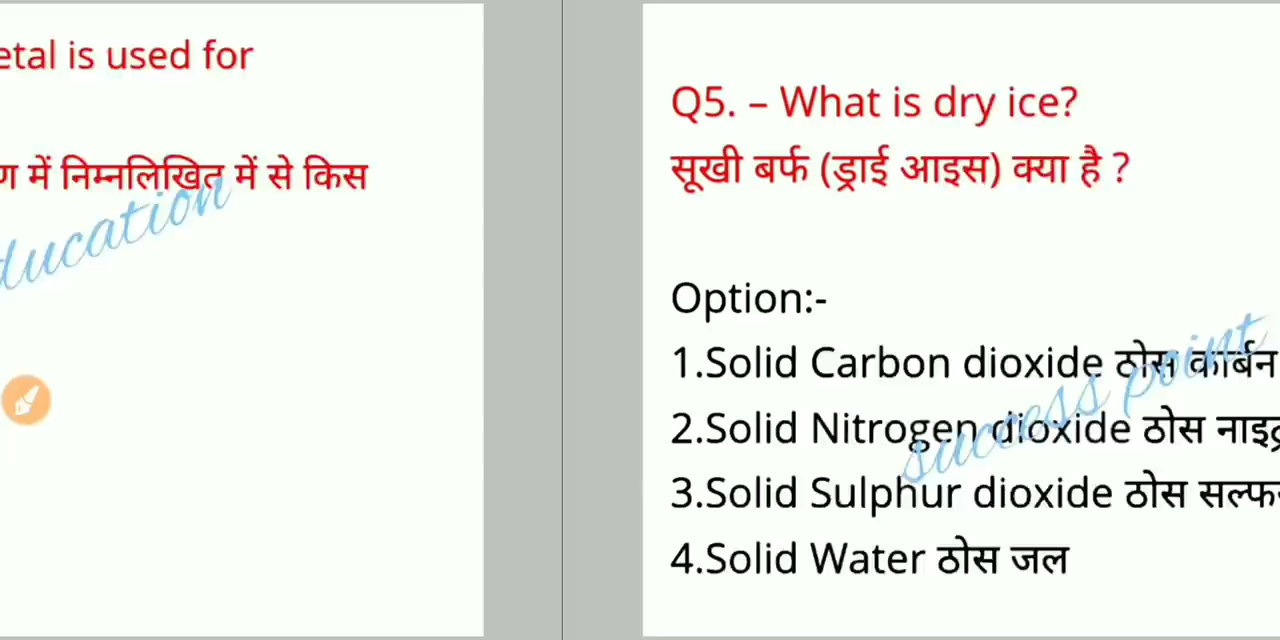 etal is used for
में निम्नलिखित में से किस
ducation
Q5. – What is dry ice?
सूखी बर्फ (ड्राई आइस) क्या है ?
Option:-
1.Solid Carbon dioxide ठोस कार्बन
2.Solid Nitrogen dioxide ठोस
3.Solid Sulphur dioxide ठोस
4.Solid Water ठोस जल
success point